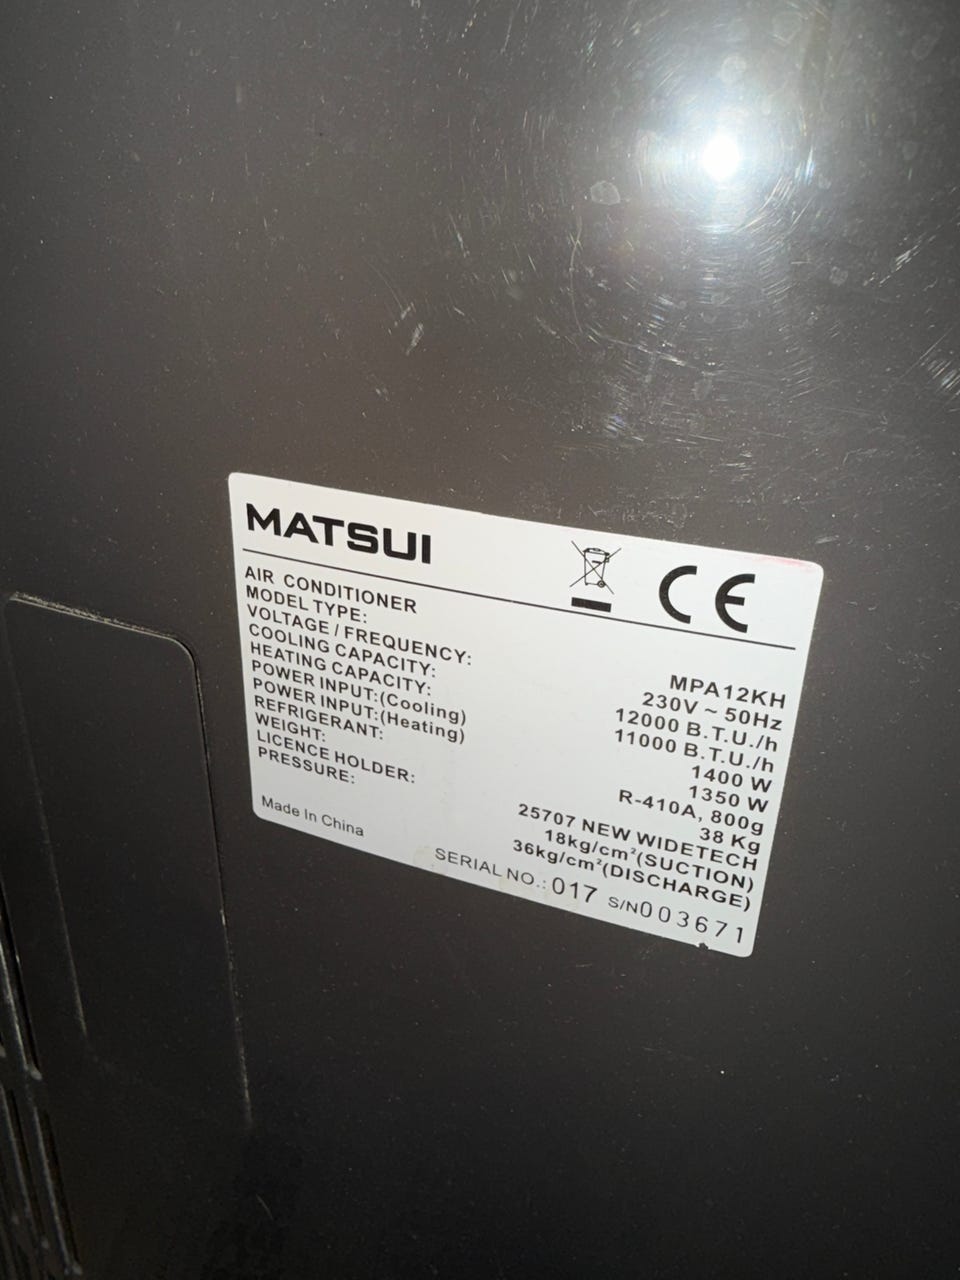 MATSUI
CE
AIR CONDITIONER
MODEL TYPE: MPA12KH
VOLTAGE / FREQUENCY: 230V ~ 50Hz
COOLING CAPACITY: 12000 B.T.U./h
HEATING CAPACITY: 11000 B.T.U./h
POWER INPUT:(Cooling) 1400 W
POWER INPUT:(Heating) 1350 W
REFRIGERANT: R-410A, 800g
WEIGHT: 38 Kg
LICENCE HOLDER: 25707 NEW WIDETECH
PRESSURE: 18kg/cm²(SUCTION)
36kg/cm²(DISCHARGE)
Made In China
SERIAL NO.: 017 S/N003671